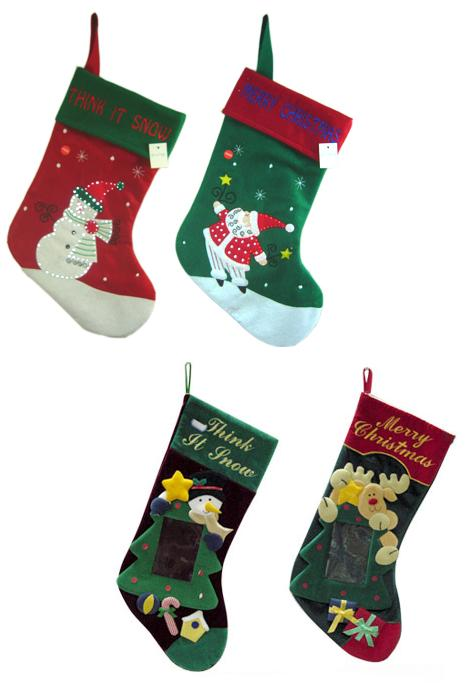 THINK IT SNOW
MERRY CHRISTMAS
Think
It Snow
Merry
Christmas